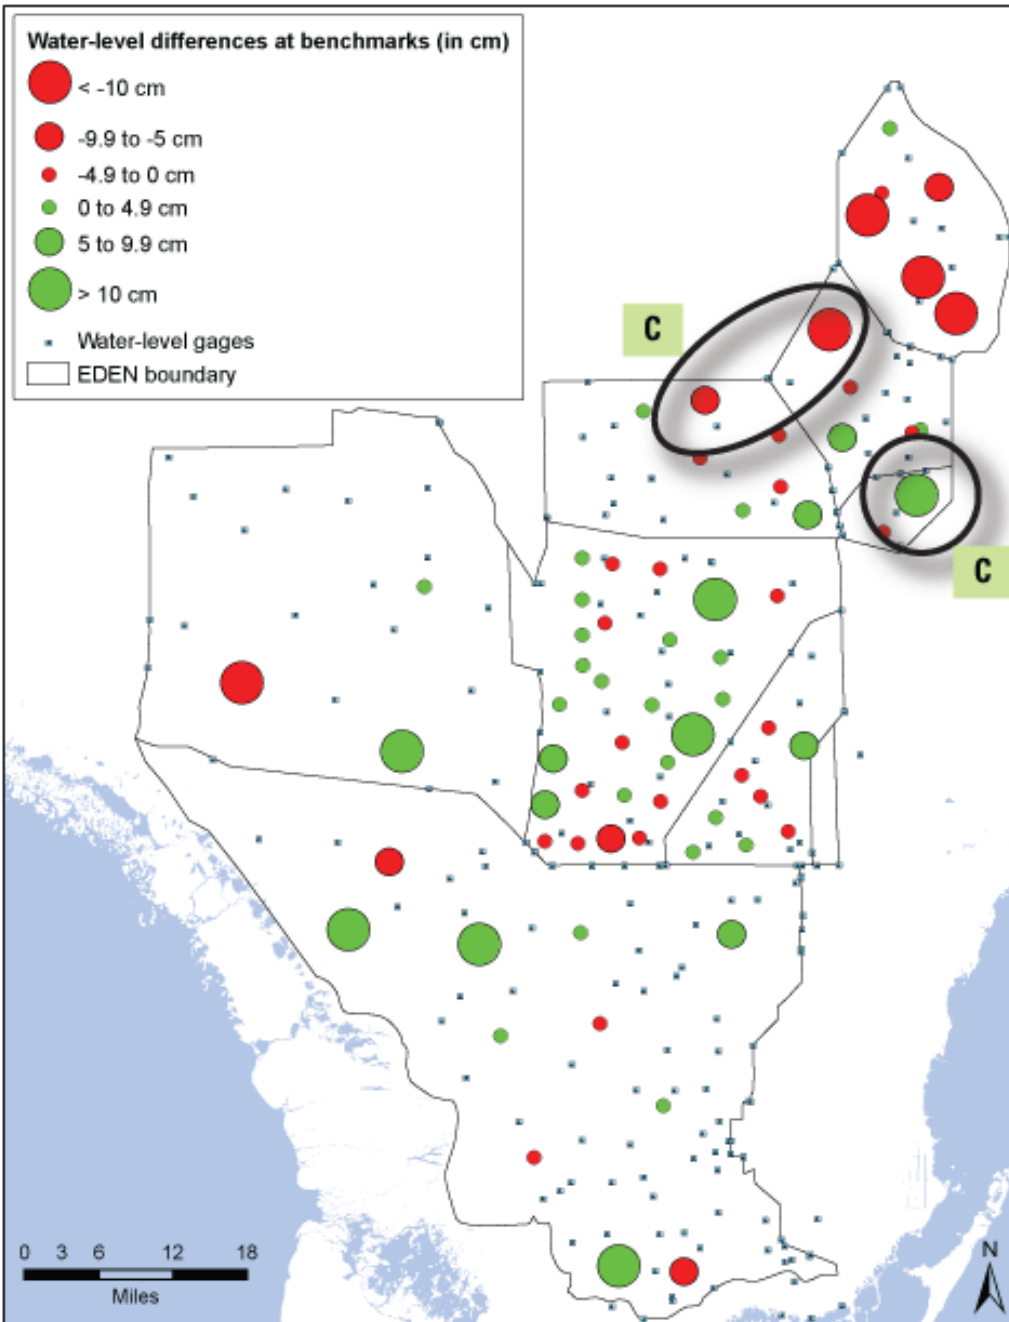 Water-level differences at benchmarks (in cm)
< -10 cm
-9.9 to -5 cm
-4.9 to 0 cm
0 to 4.9 cm
5 to 9.9 cm
> 10 cm
Water-level gages
EDEN boundary
C
C
0 3 6 12 18
Miles
N